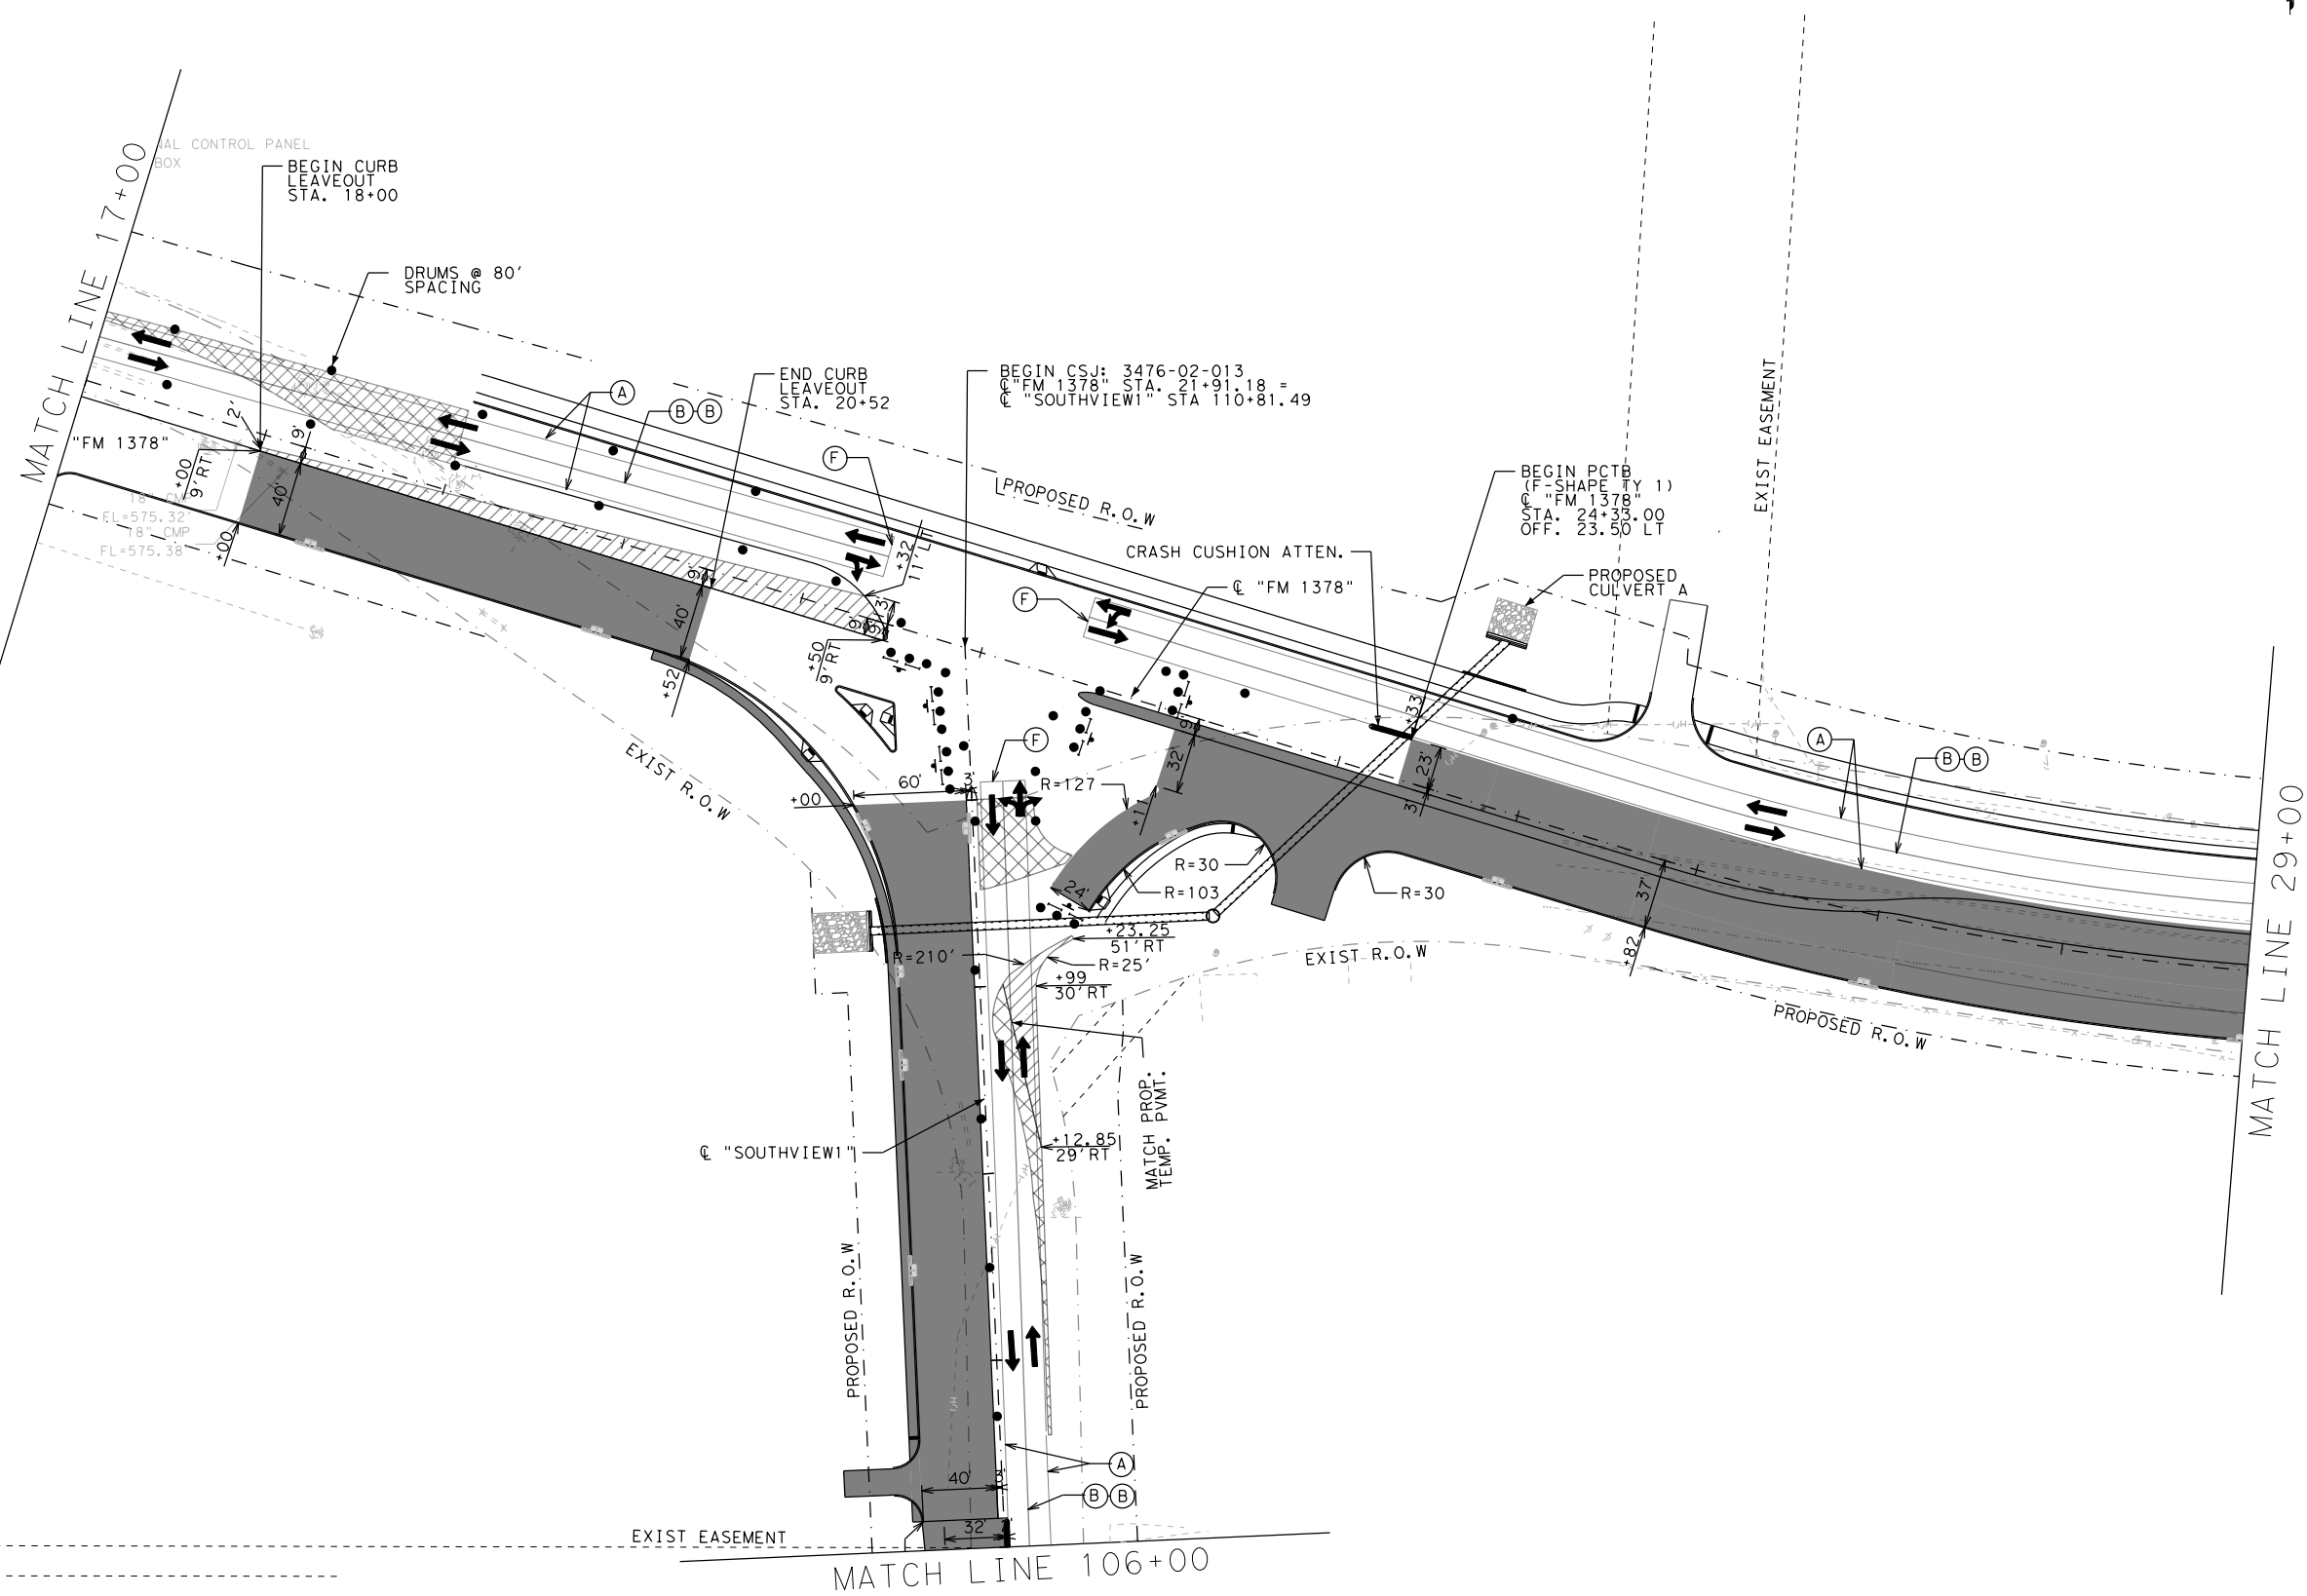 MATCH LINE 17+00
NAL CONTROL PANEL
BOX
BEGIN CURB
LEAVEOUT
STA. 18+00
DRUMS @ 80'
SPACING
A
B B
END CURB
LEAVEOUT
STA. 20+52
BEGIN CSJ: 3476-02-013
℄ "FM 1378" STA. 21+91.18 =
℄ "SOUTHVIEW1" STA 110+81.49
F
PROPOSED R.O.W
EXIST EASEMENT
BEGIN PCTB
(F-SHAPE TY 1)
℄ "FM 1378"
STA. 24+33.00
OFF. 23.50 LT
CRASH CUSHION ATTEN.
℄ "FM 1378"
PROPOSED
CULVERT A
F
"FM 1378"
+00
9' RT
9'
40'
+00
18" CMP
FL=575.32'
18" CMP
FL=575.38'
+32
9'
40'
+52
+50
9' RT
EXIST R.O.W
60'
3'
+00
F
R=127
32'
9'
+11
+33
23'
3'
A
B B
R=30
R=103
24'
R=30
37'
+82
MATCH LINE 29+00
+23.25
51' RT
R=210'
R=25'
+99
30' RT
EXIST R.O.W
PROPOSED R.O.W
MATCH PROP.
TEMP. PVMT.
℄ "SOUTHVIEW1"
+12.85
29' RT
PROPOSED R.O.W
PROPOSED R.O.W
A
B B
40'
32'
EXIST EASEMENT
MATCH LINE 106+00